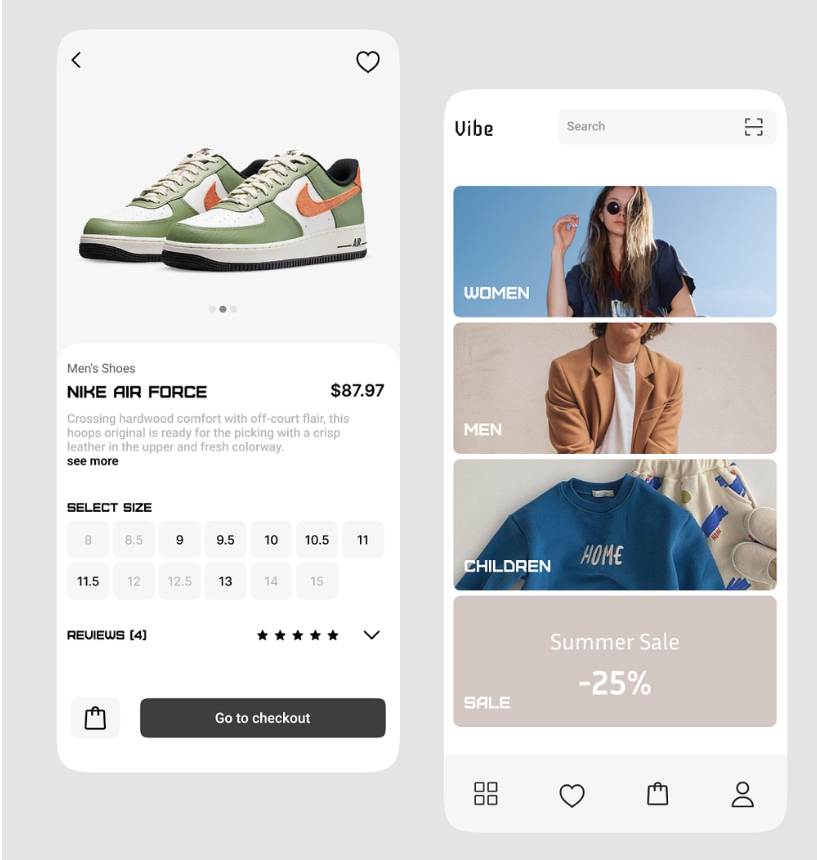 AIR
Men's Shoes
NIKE AIR FORCE
$87.97
Crossing hardwood comfort with off-court flair, this
hoops original is ready for the picking with a crisp
leather in the upper and fresh colorway.
see more
SELECT SIZE
8 8.5 9 9.5 10 10.5 11
11.5 12 12.5 13 14 15
REVIEWS (4)
Go to checkout
Vibe
Search
WOMEN
MEN
HOME
CHILDREN
Summer Sale
-25%
SALE